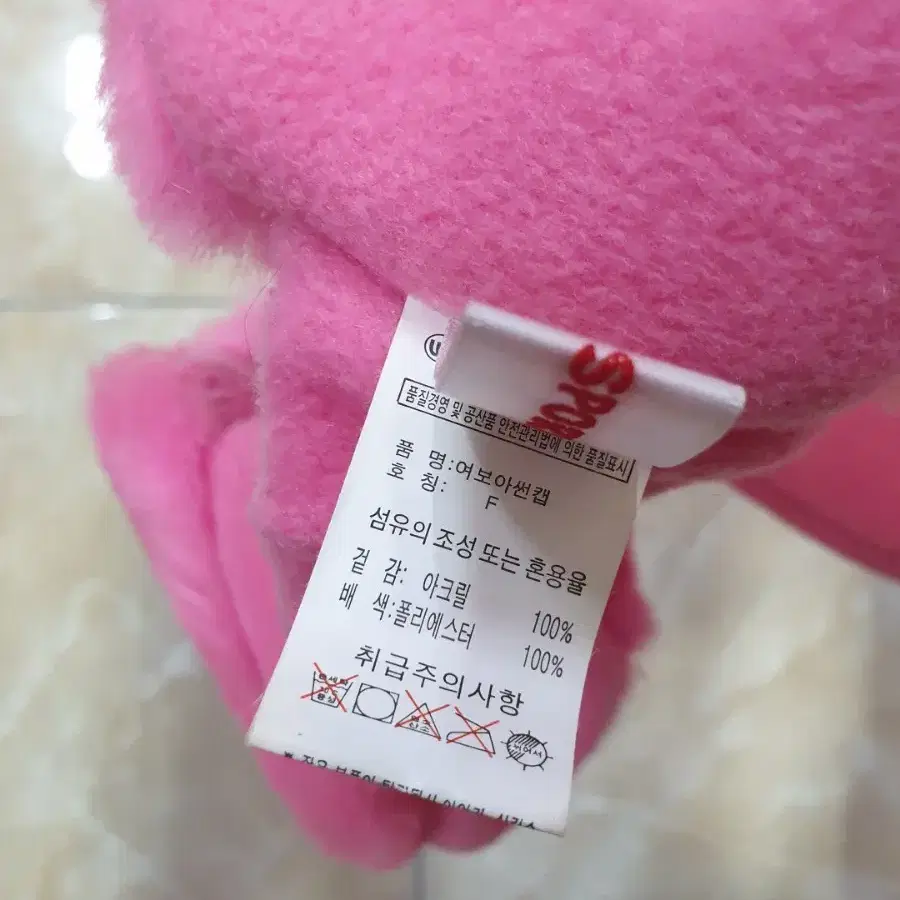 SPOR
품질경영 및 공산품 안전관리법에 의한 품질표시
품 명:여보아썬캡
호 칭: F
섬유의 조성 또는 혼용율
겉 감: 아크릴 100%
배 색:폴리에스터 100%
취급주의사항